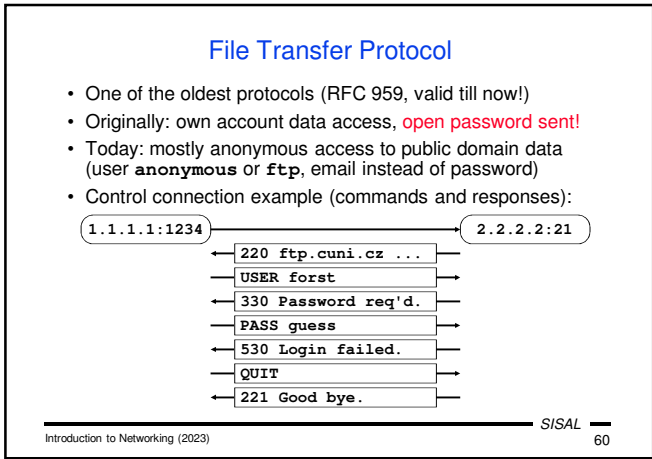 File Transfer Protocol
• One of the oldest protocols (RFC 959, valid till now!)
• Originally: own account data access, open password sent!
• Today: mostly anonymous access to public domain data
(user anonymous or ftp, email instead of password)
• Control connection example (commands and responses):
1.1.1.1:1234 2.2.2.2:21
220 ftp.cuni.cz ...
USER forst
330 Password req'd.
PASS guess
530 Login failed.
QUIT
221 Good bye.
SISAL
Introduction to Networking (2023) 60